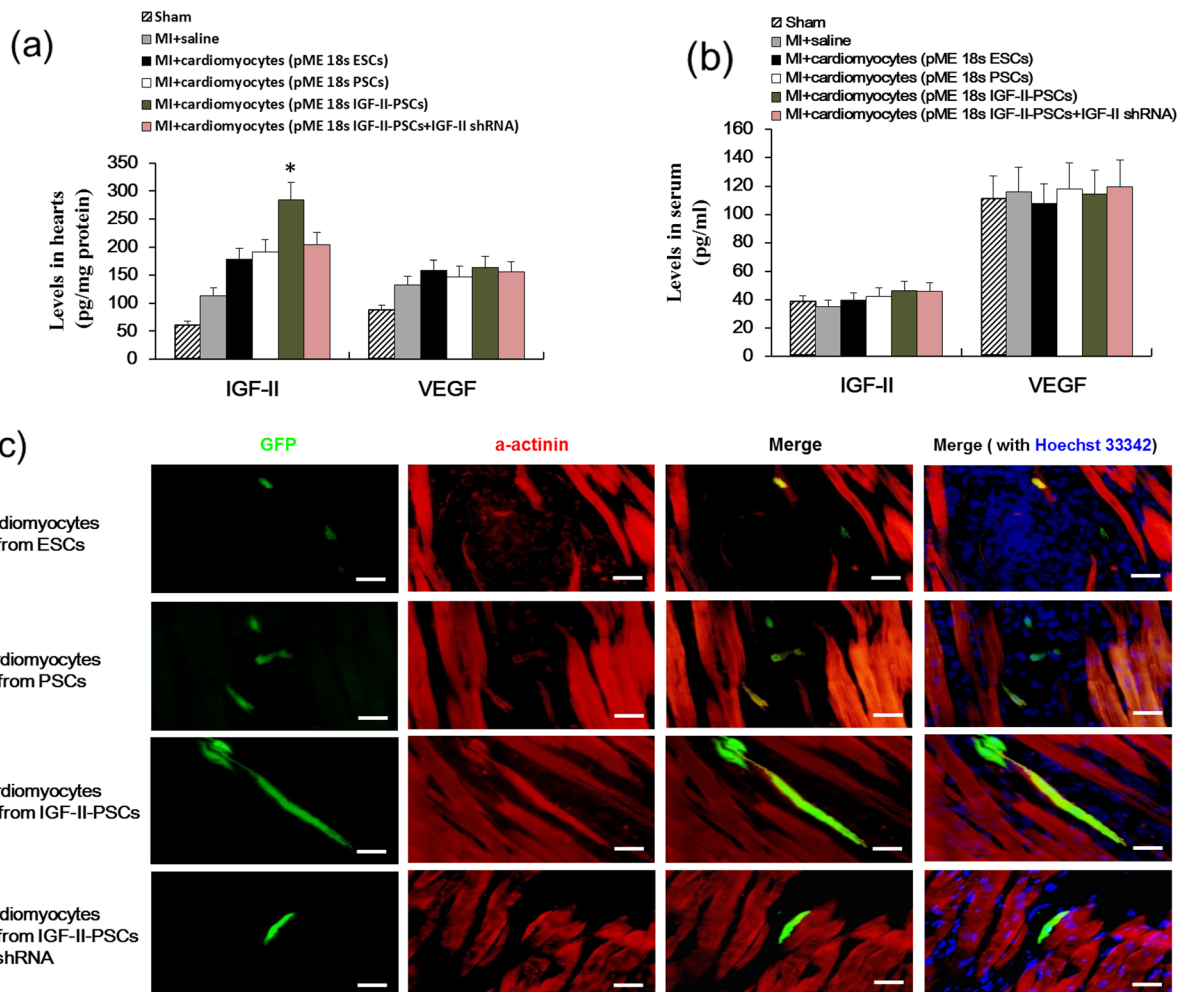 (a)
Sham
MI+saline
MI+cardiomyocytes (pME 18s ESCs)
MI+cardiomyocytes (pME 18s PSCs)
MI+cardiomyocytes (pME 18s IGF-II-PSCs)
MI+cardiomyocytes (pME 18s IGF-II-PSCs+IGF-II shRNA)
Levels in hearts
(pg/mg protein)
350
300
250
200
150
100
50
0
*
IGF-II
VEGF
(b)
Sham
MI+saline
MI+cardiomyocytes (pME 18s ESCs)
MI+cardiomyocytes (pME 18s PSCs)
MI+cardiomyocytes (pME 18s IGF-II-PSCs)
MI+cardiomyocytes (pME 18s IGF-II-PSCs+IGF-II shRNA)
Levels in serum
(pg/ml)
160
140
120
100
80
60
40
20
0
IGF-II
VEGF
c)
GFP
a-actinin
Merge
Merge ( with Hoechst 33342)
diomyocytes
from ESCs
rdiomyocytes
from PSCs
rdiomyocytes
from IGF-II-PSCs
diomyocytes
from IGF-II-PSCs
shRNA